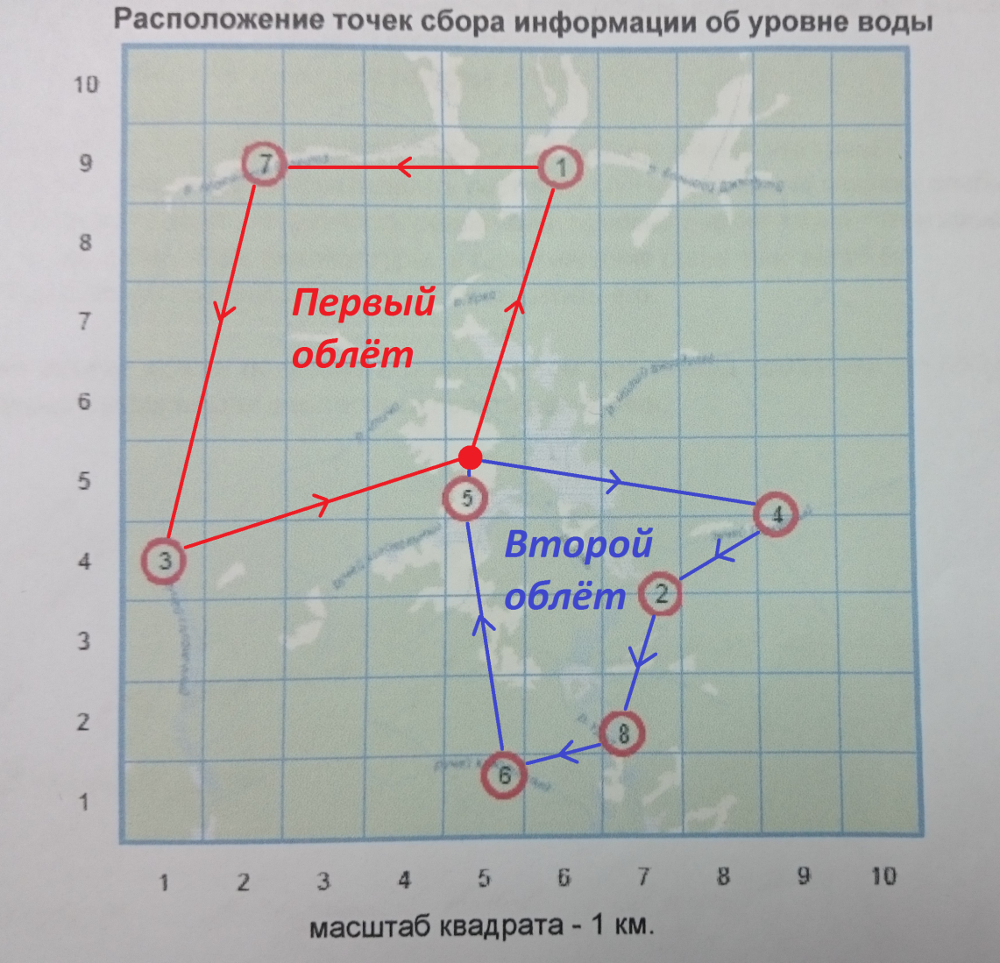 Расположение точек сбора информации об уровне воды
10
9
8
7
6
5
4
3
2
1
7
1
Первый
облёт
5
4
3
Второй
облёт
2
8
6
1 2 3 4 5 6 7 8 9 10
масштаб квадрата - 1 км.